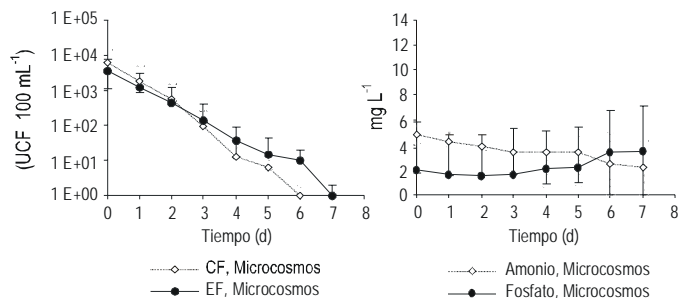 1 E+05
1 E+04
1 E+03
1 E+02
1 E+01
1 E+00
(UCF 100 mL⁻¹)
0 1 2 3 4 5 6 7 8
Tiempo (d)
CF, Microcosmos
EF, Microcosmos
14
12
10
8
6
4
2
0
mg L⁻¹
0 1 2 3 4 5 6 7 8
Tiempo (d)
Amonio, Microcosmos
Fosfato, Microcosmos